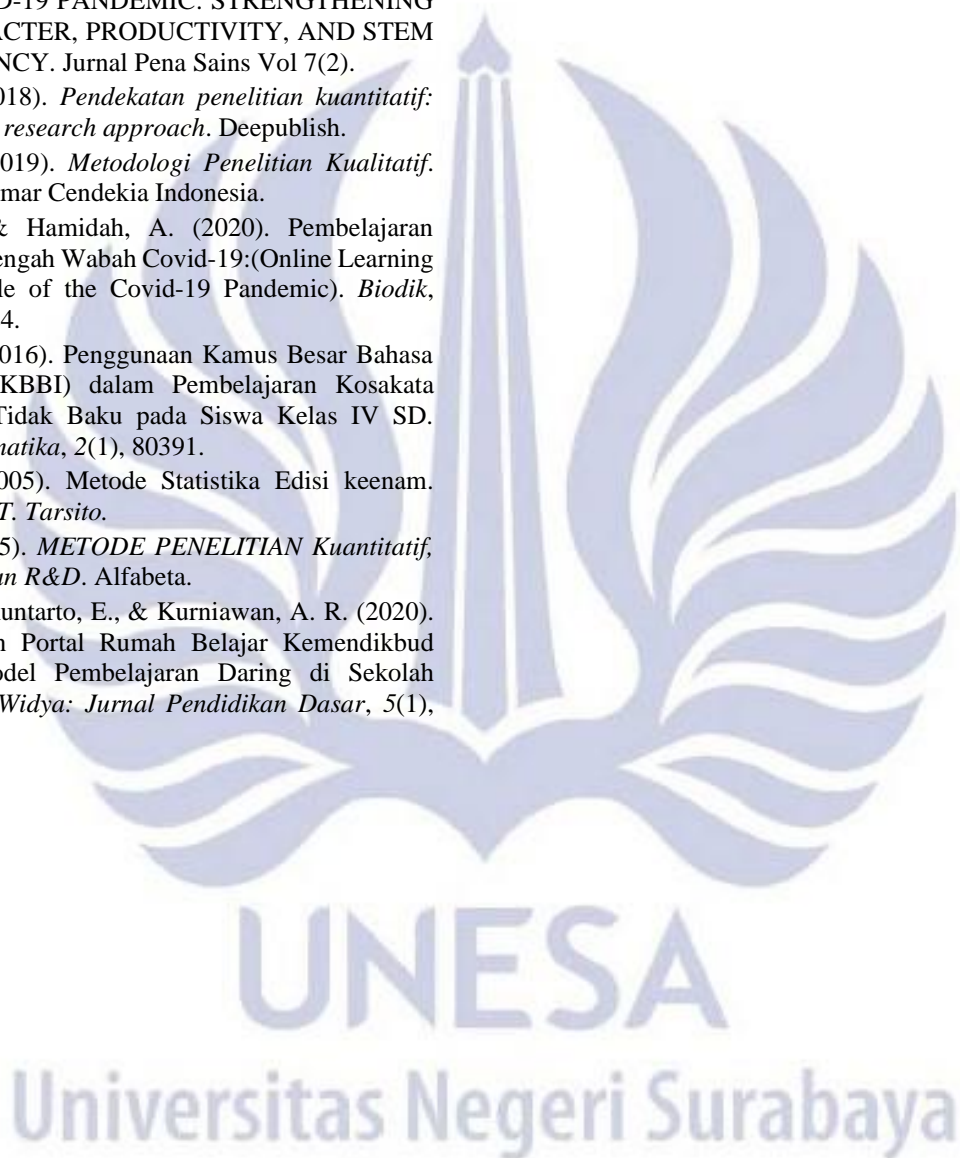 D-19 PANDEMIC: STRENGTHENING
ACTER, PRODUCTIVITY, AND STEM
NCY. Jurnal Pena Sains Vol 7(2).
018). Pendekatan penelitian kuantitatif:
research approach. Deepublish.
019). Metodologi Penelitian Kualitatif.
mar Cendekia Indonesia.
& Hamidah, A. (2020). Pembelajaran
engah Wabah Covid-19:(Online Learning
le of the Covid-19 Pandemic). Biodik,
4.
016). Penggunaan Kamus Besar Bahasa
KBBI) dalam Pembelajaran Kosakata
Tidak Baku pada Siswa Kelas IV SD.
matika, 2(1), 80391.
005). Metode Statistika Edisi keenam.
T. Tarsito.
5). METODE PENELITIAN Kuantitatif,
an R&D. Alfabeta.
untarto, E., & Kurniawan, A. R. (2020).
n Portal Rumah Belajar Kemendikbud
odel Pembelajaran Daring di Sekolah
Widya: Jurnal Pendidikan Dasar, 5(1),
UNESA
Universitas Negeri Surabaya